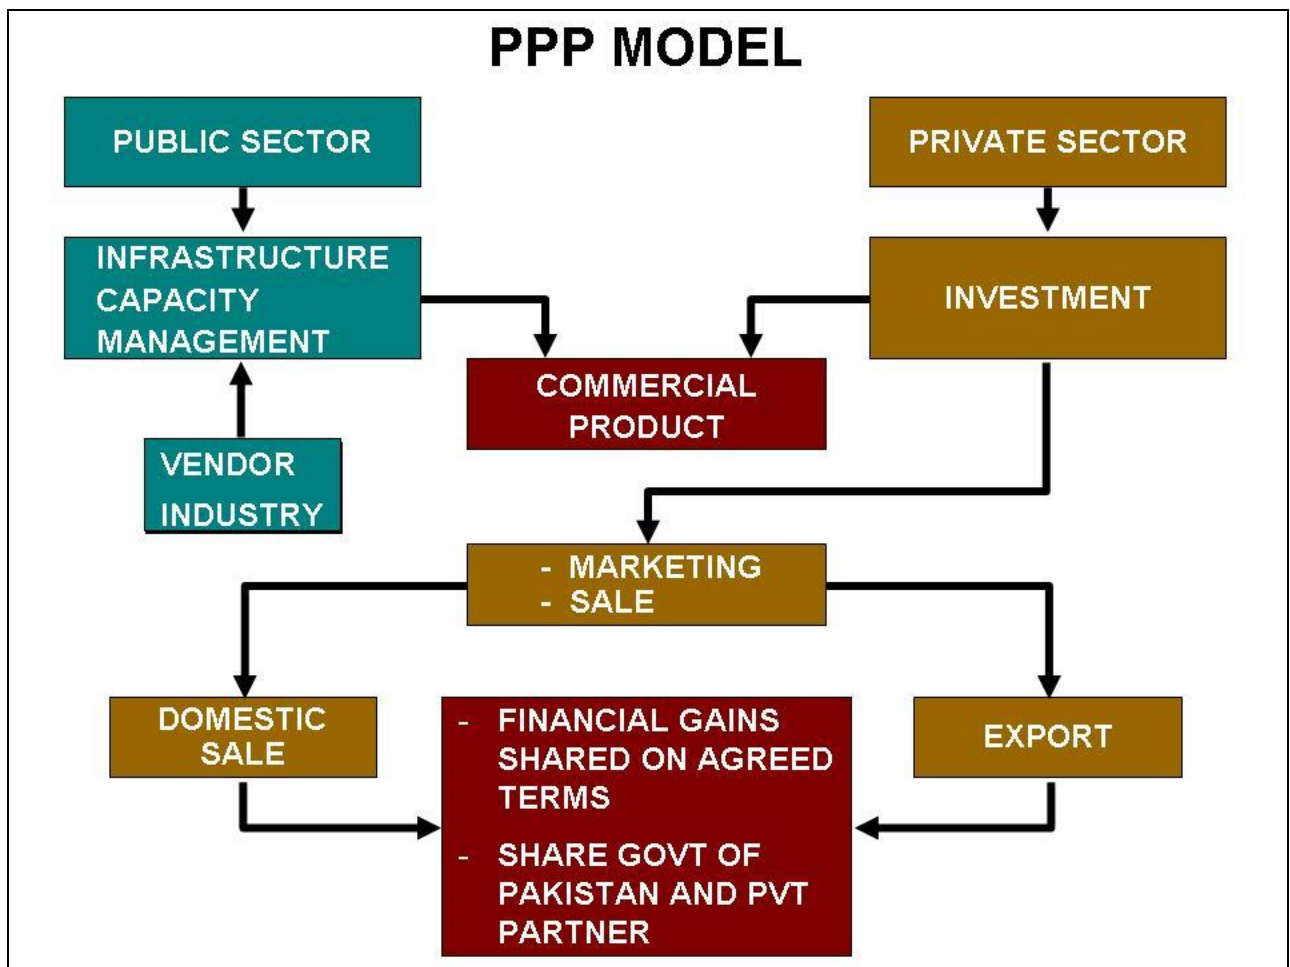 PPP MODEL
PUBLIC SECTOR
PRIVATE SECTOR
INFRASTRUCTURE
CAPACITY
MANAGEMENT
INVESTMENT
COMMERCIAL
PRODUCT
VENDOR
INDUSTRY
- MARKETING
- SALE
DOMESTIC
SALE
- FINANCIAL GAINS
SHARED ON AGREED
TERMS
- SHARE GOVT OF
PAKISTAN AND PVT
PARTNER
EXPORT